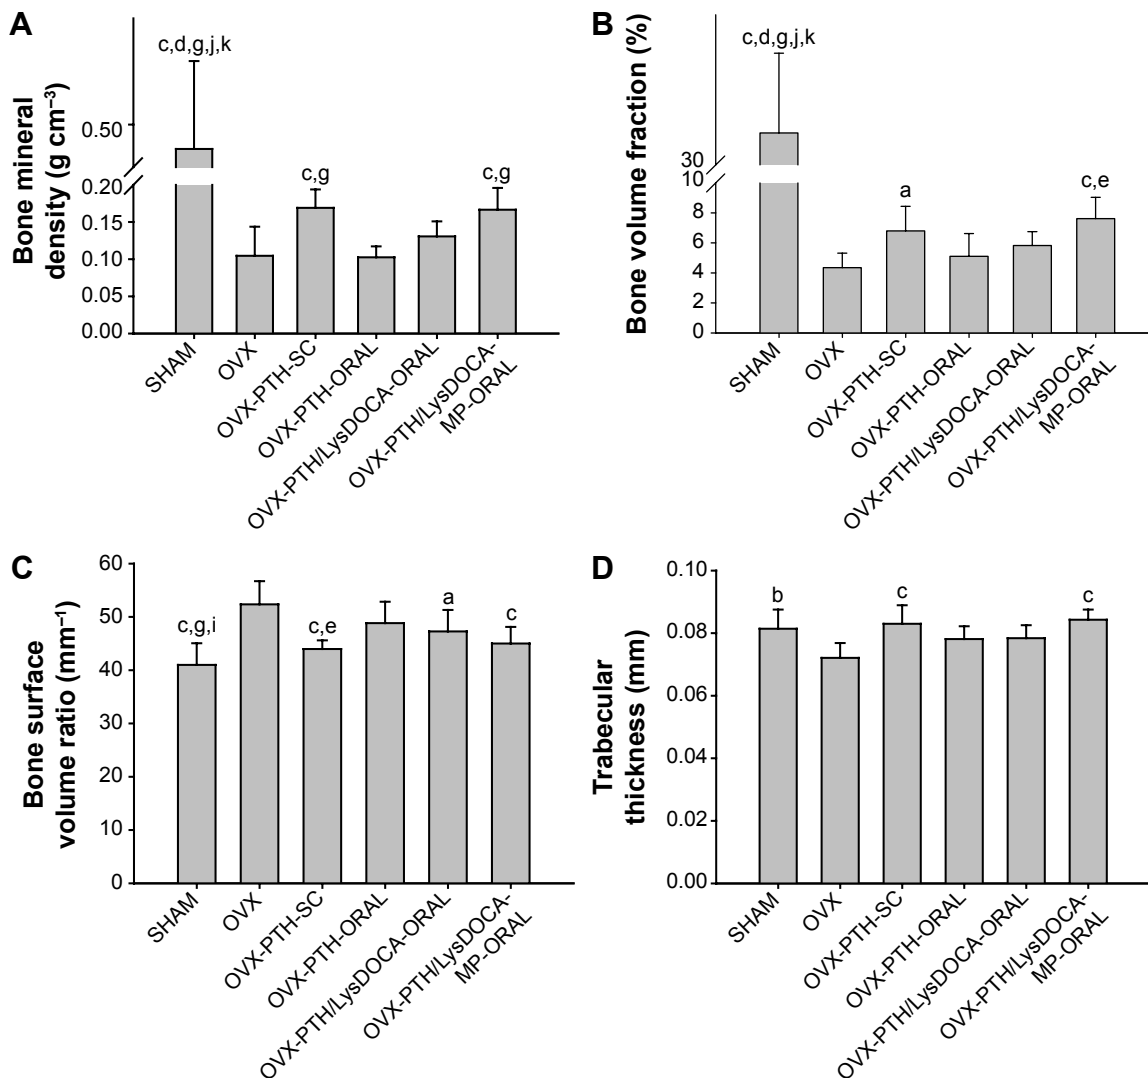 A
Bone mineral
density (g cm⁻³)
0.50
0.20
0.15
0.10
0.05
0.00
c,d,g,j,k
c,g
c,g
SHAM
OVX
OVX-PTH-SC
OVX-PTH-ORAL
OVX-PTH/LysDOCA-ORAL
OVX-PTH/LysDOCA-
MP-ORAL
B
Bone volume fraction (%)
30
10
8
6
4
2
0
c,d,g,j,k
a
c,e
SHAM
OVX
OVX-PTH-SC
OVX-PTH-ORAL
OVX-PTH/LysDOCA-ORAL
OVX-PTH/LysDOCA-
MP-ORAL
C
Bone surface
volume ratio (mm⁻¹)
60
50
40
30
20
10
0
c,g,i
c,e
a
c
SHAM
OVX
OVX-PTH-SC
OVX-PTH-ORAL
OVX-PTH/LysDOCA-ORAL
OVX-PTH/LysDOCA-
MP-ORAL
D
Trabecular
thickness (mm)
0.10
0.08
0.06
0.04
0.02
0.00
b
c
c
SHAM
OVX
OVX-PTH-SC
OVX-PTH-ORAL
OVX-PTH/LysDOCA-ORAL
OVX-PTH/LysDOCA-
MP-ORAL